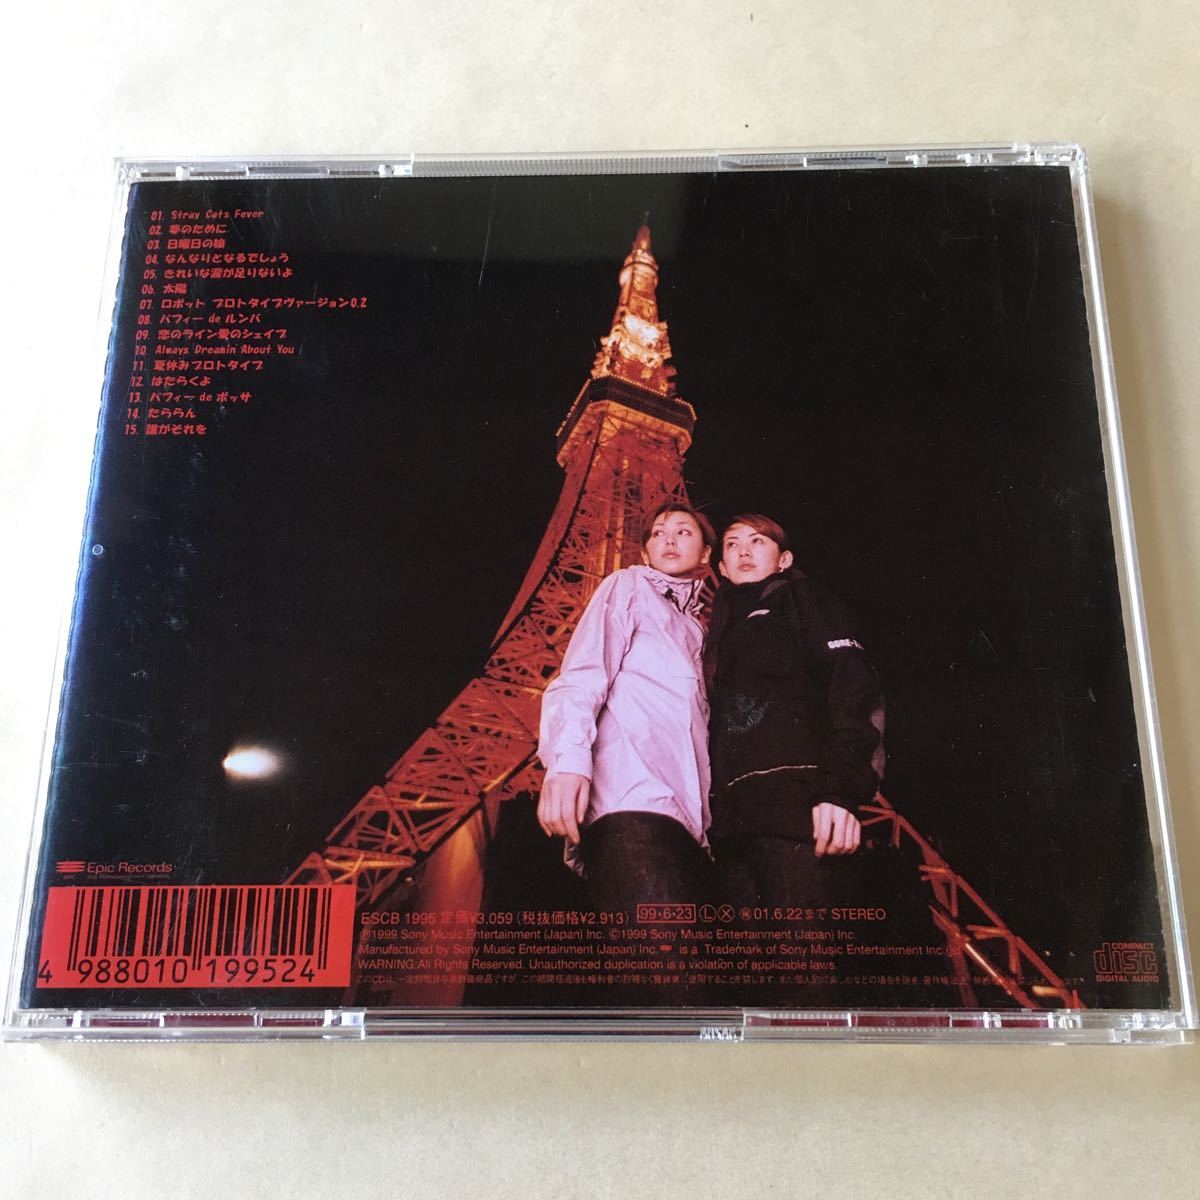 01. Stray Cats Fever
02. 夢のために
03. 日曜日の娘
04. なんなりとなるでしょう
05. きれいな涙が足りないよ
06. 太陽
07. ロボット プロトタイプヴァージョン0.2
08. パフィー de ルンバ
09. 恋のライン愛のシェイプ
10. Always Dreamin About You
11. 夏休みプロトタイプ
12. はたらくよ
13. パフィー de ボッサ
14. たららん
15. 誰がそれを
GORE-
Epic Records
4 988010 199524
ESCB 1995 定価¥3,059 (税抜価格¥2,913) 99・6・23 L X 01.6.22まで STEREO
Ⓟ1999 Sony Music Entertainment (Japan) Inc. ©1999 Sony Music Entertainment (Japan) Inc.
Manufactured by Sony Music Entertainment (Japan) Inc. is a Trademark of Sony Music Entertainment Inc.
WARNING:All Rights Reserved. Unauthorized duplication is a violation of applicable laws.
COMPACT
disc
DIGITAL AUDIO